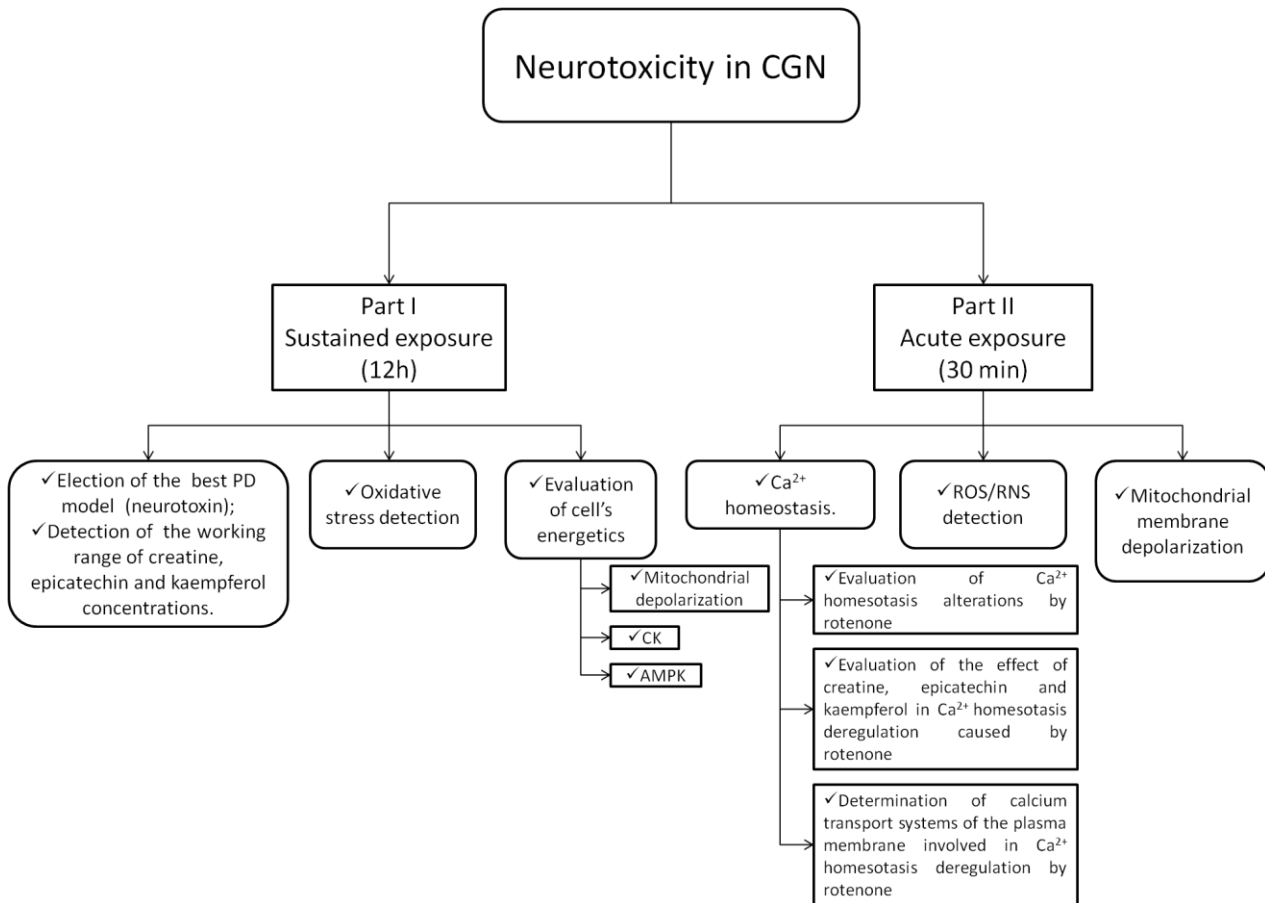 Neurotoxicity in CGN
Part I
Sustained exposure
(12h)
Part II
Acute exposure
(30 min)
✓Election of the best PD
model (neurotoxin);
✓Detection of the working
range of creatine,
epicatechin and kaempferol
concentrations.
✓Oxidative
stress detection
✓Evaluation
of cell's
energetics
✓Mitochondrial
depolarization
✓CK
✓AMPK
✓Ca²⁺
homeostasis.
✓ROS/RNS
detection
✓Mitochondrial
membrane
depolarization
✓Evaluation of Ca²⁺
homesotasis alterations by
rotenone
✓Evaluation of the effect of
creatine, epicatechin and
kaempferol in Ca²⁺ homesotasis
deregulation caused by
rotenone
✓Determination of calcium
transport systems of the plasma
membrane involved in Ca²⁺
homesotasis deregulation by
rotenone